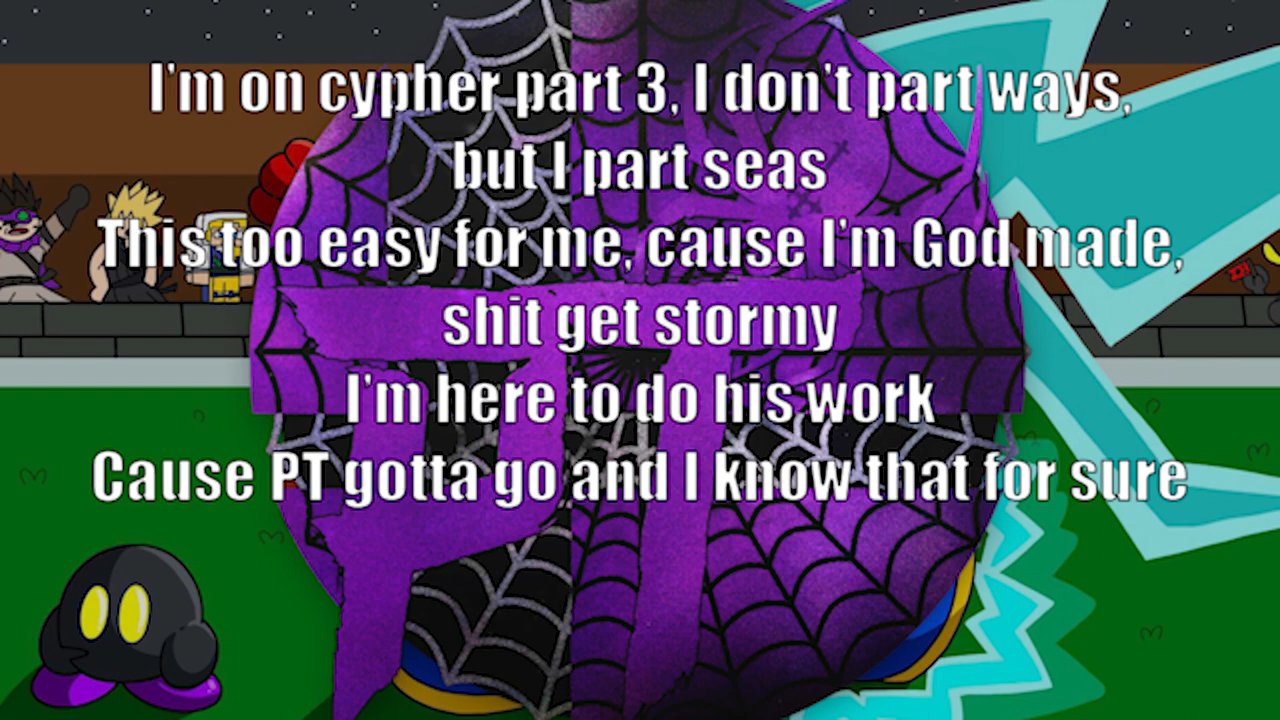 I'm on cypher part 3, I don't part ways,
but I part seas
This too easy for me, cause I'm God made,
shit get stormy
I'm here to do his work
Cause PT gotta go and I know that for sure
PT